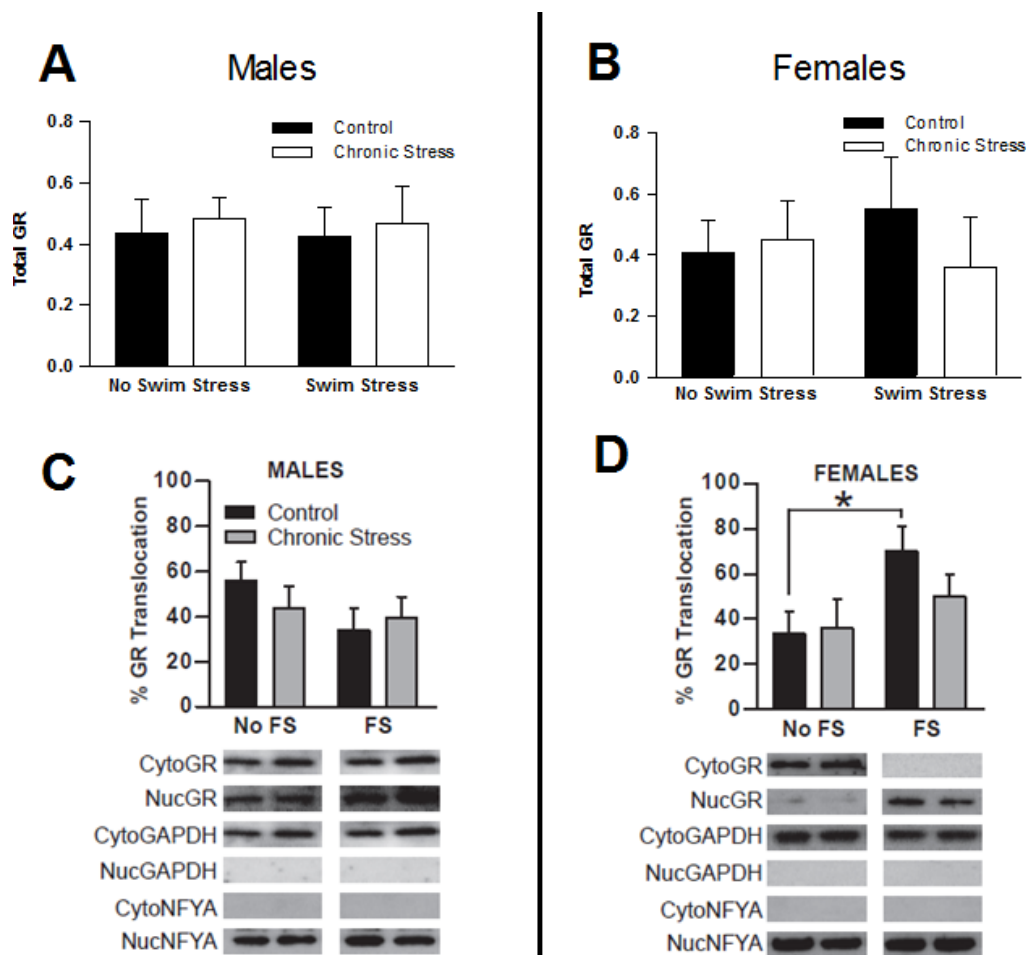 A
Males
0.8
0.6
0.4
0.2
0.0
Total GR
Control
Chronic Stress
No Swim Stress
Swim Stress
B
Females
0.8
0.6
0.4
0.2
0.0
Total GR
Control
Chronic Stress
No Swim Stress
Swim Stress
C
MALES
100
80
60
40
20
0
% GR Translocation
Control
Chronic Stress
No FS
FS
CytoGR
NucGR
CytoGAPDH
NucGAPDH
CytoNFYA
NucNFYA
D
FEMALES
100
80
60
40
20
0
% GR Translocation
*
No FS
FS
CytoGR
NucGR
CytoGAPDH
NucGAPDH
CytoNFYA
NucNFYA